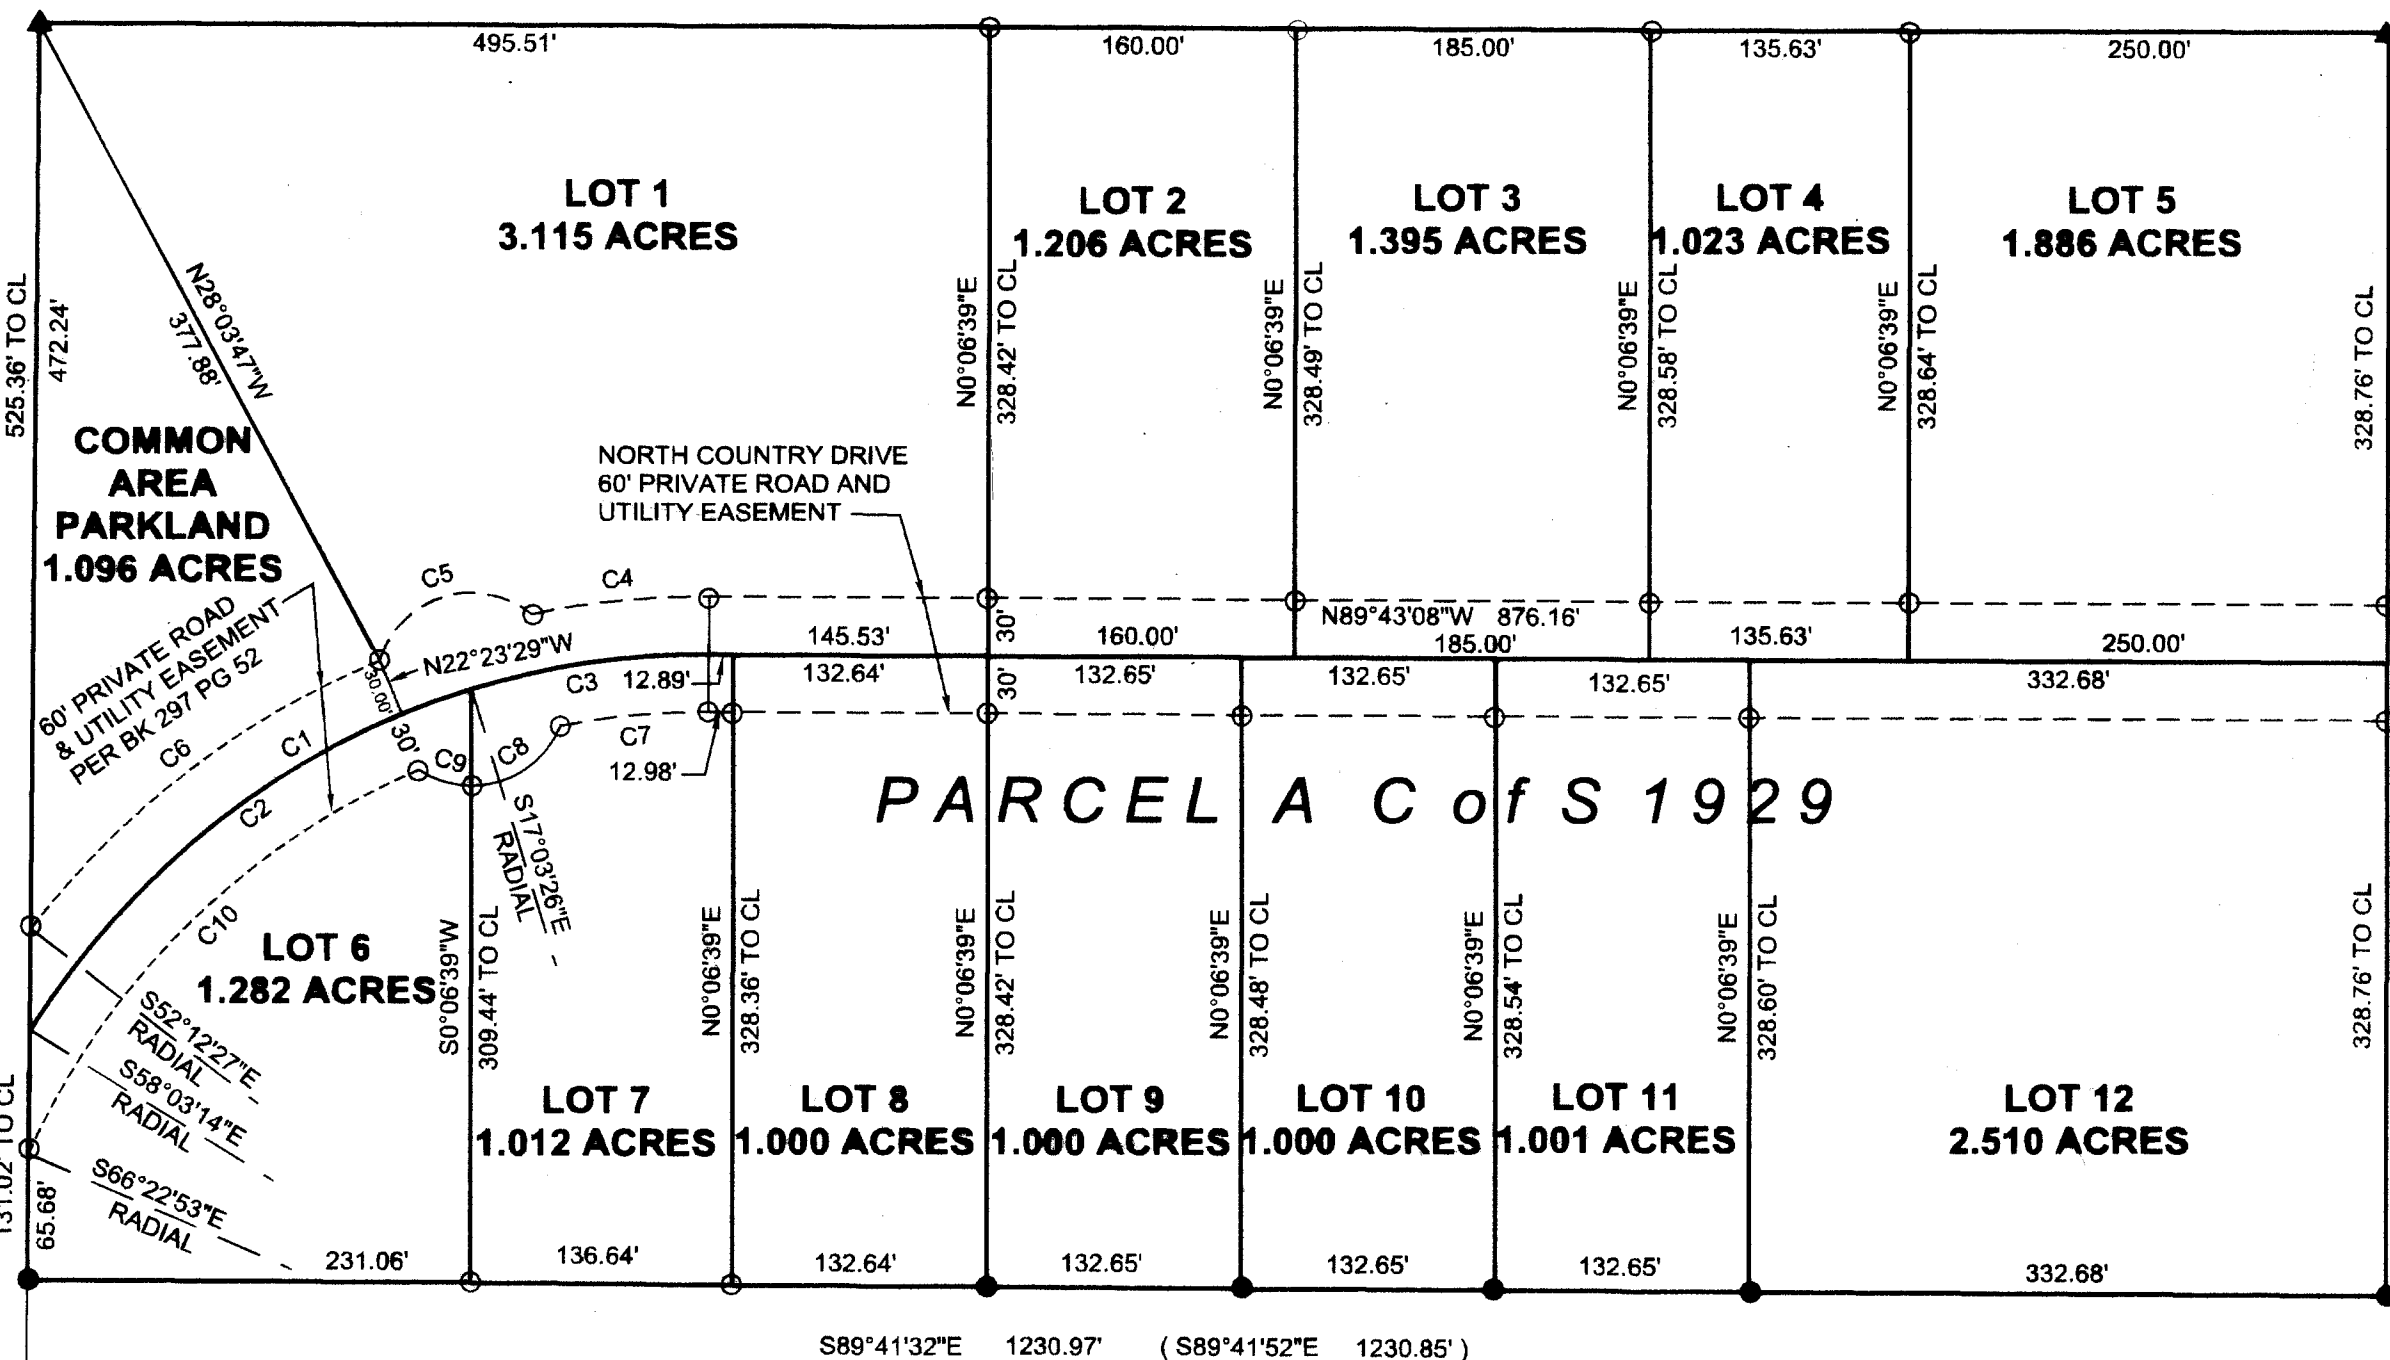 495.51'
160.00'
185.00'
135.63'
250.00'
LOT 1
3.115 ACRES
LOT 2
1.206 ACRES
LOT 3
1.395 ACRES
LOT 4
1.023 ACRES
LOT 5
1.886 ACRES
525.36' TO CL
472.24'
N28°03'47"W
377.88'
N0°06'39"E
328.42' TO CL
N0°06'39"E
328.49' TO CL
N0°06'39"E
328.58' TO CL
N0°06'39"E
328.64' TO CL
328.76' TO CL
COMMON
AREA
PARKLAND
1.096 ACRES
NORTH COUNTRY DRIVE
60' PRIVATE ROAD AND
UTILITY EASEMENT
60' PRIVATE ROAD
& UTILITY EASEMENT
PER BK 297 PG 52
C5
C4
N22°23'29"W
30.00'
30'
145.53'
30'
160.00'
N89°43'08"W 876.16'
185.00'
135.63'
250.00'
C3
12.89'
132.64'
30'
132.65'
132.65'
132.65'
332.68'
C6
C1
C2
C9
C8
C7
12.98'
C10
PARCEL A C of S 1929
S17°03'26"E
RADIAL
LOT 6
1.282 ACRES
S0°06'39"W
309.44' TO CL
N0°06'39"E
328.36' TO CL
N0°06'39"E
328.42' TO CL
N0°06'39"E
328.48' TO CL
N0°06'39"E
328.54' TO CL
N0°06'39"E
328.60' TO CL
328.76' TO CL
S52°12'27"E
RADIAL
S58°03'14"E
RADIAL
S66°22'53"E
RADIAL
131.02' TO CL
65.68'
LOT 7
1.012 ACRES
LOT 8
1.000 ACRES
LOT 9
1.000 ACRES
LOT 10
1.000 ACRES
LOT 11
1.001 ACRES
LOT 12
2.510 ACRES
231.06'
136.64'
132.64'
132.65'
132.65'
132.65'
332.68'
S89°41'32"E 1230.97' ( S89°41'52"E 1230.85' )